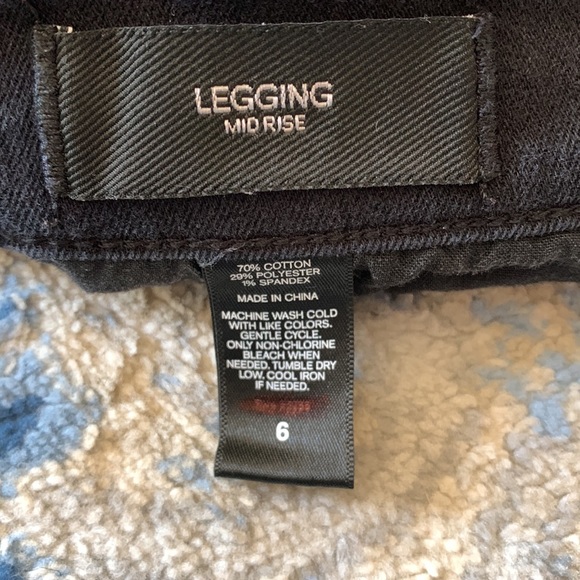 LEGGING
MID RISE
70% COTTON
29% POLYESTER
1% SPANDEX
MADE IN CHINA
MACHINE WASH COLD
WITH LIKE COLORS.
GENTLE CYCLE.
ONLY NON-CHLORINE
BLEACH WHEN
NEEDED. TUMBLE DRY
LOW. COOL IRON
IF NEEDED.
6